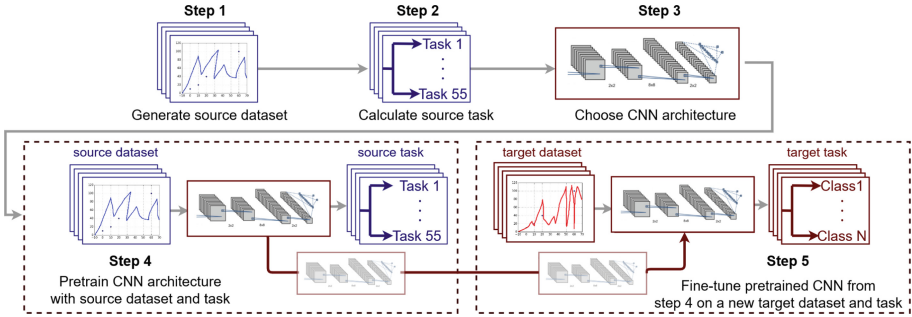 Step 1
Step 2
Step 3
Task 1
Task 55
2x2
8x8
2x2
Generate source dataset
Calculate source task
Choose CNN architecture
source dataset
source task
target dataset
target task
Task 1
Task 55
Class1
Class N
Step 4
Pretrain CNN architecture
with source dataset and task
Step 5
Fine-tune pretrained CNN from
step 4 on a new target dataset and task